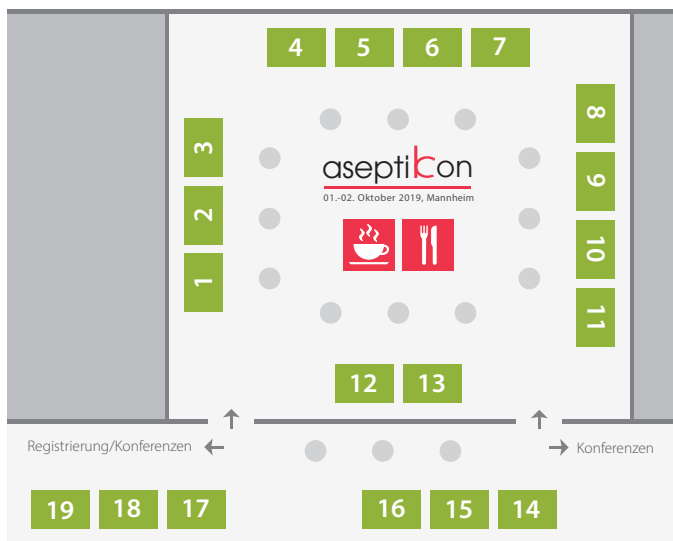 4 5 6 7
8
3
9
2
10
1
11
aseptikon
01.-02. Oktober 2019, Mannheim
12 13
Registrierung/Konferenzen
Konferenzen
19 18 17 16 15 14